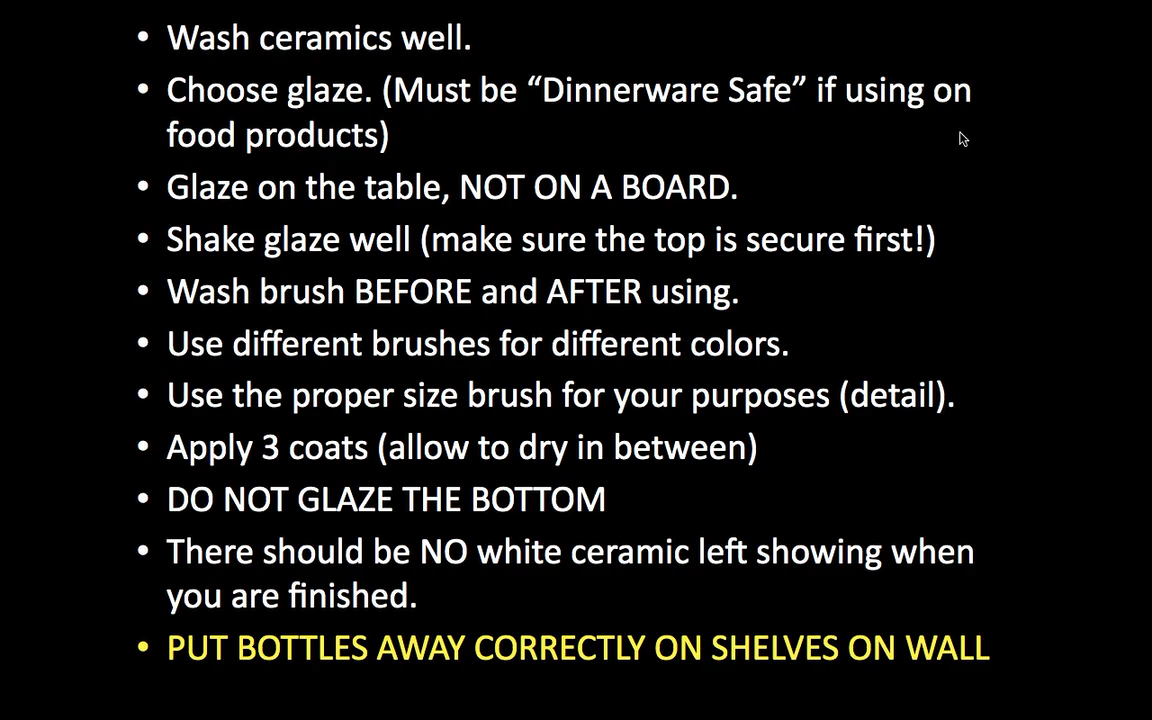 • Wash ceramics well.
• Choose glaze. (Must be “Dinnerware Safe” if using on
food products)
• Glaze on the table, NOT ON A BOARD.
• Shake glaze well (make sure the top is secure first!)
• Wash brush BEFORE and AFTER using.
• Use different brushes for different colors.
• Use the proper size brush for your purposes (detail).
• Apply 3 coats (allow to dry in between)
• DO NOT GLAZE THE BOTTOM
• There should be NO white ceramic left showing when
you are finished.
• PUT BOTTLES AWAY CORRECTLY ON SHELVES ON WALL